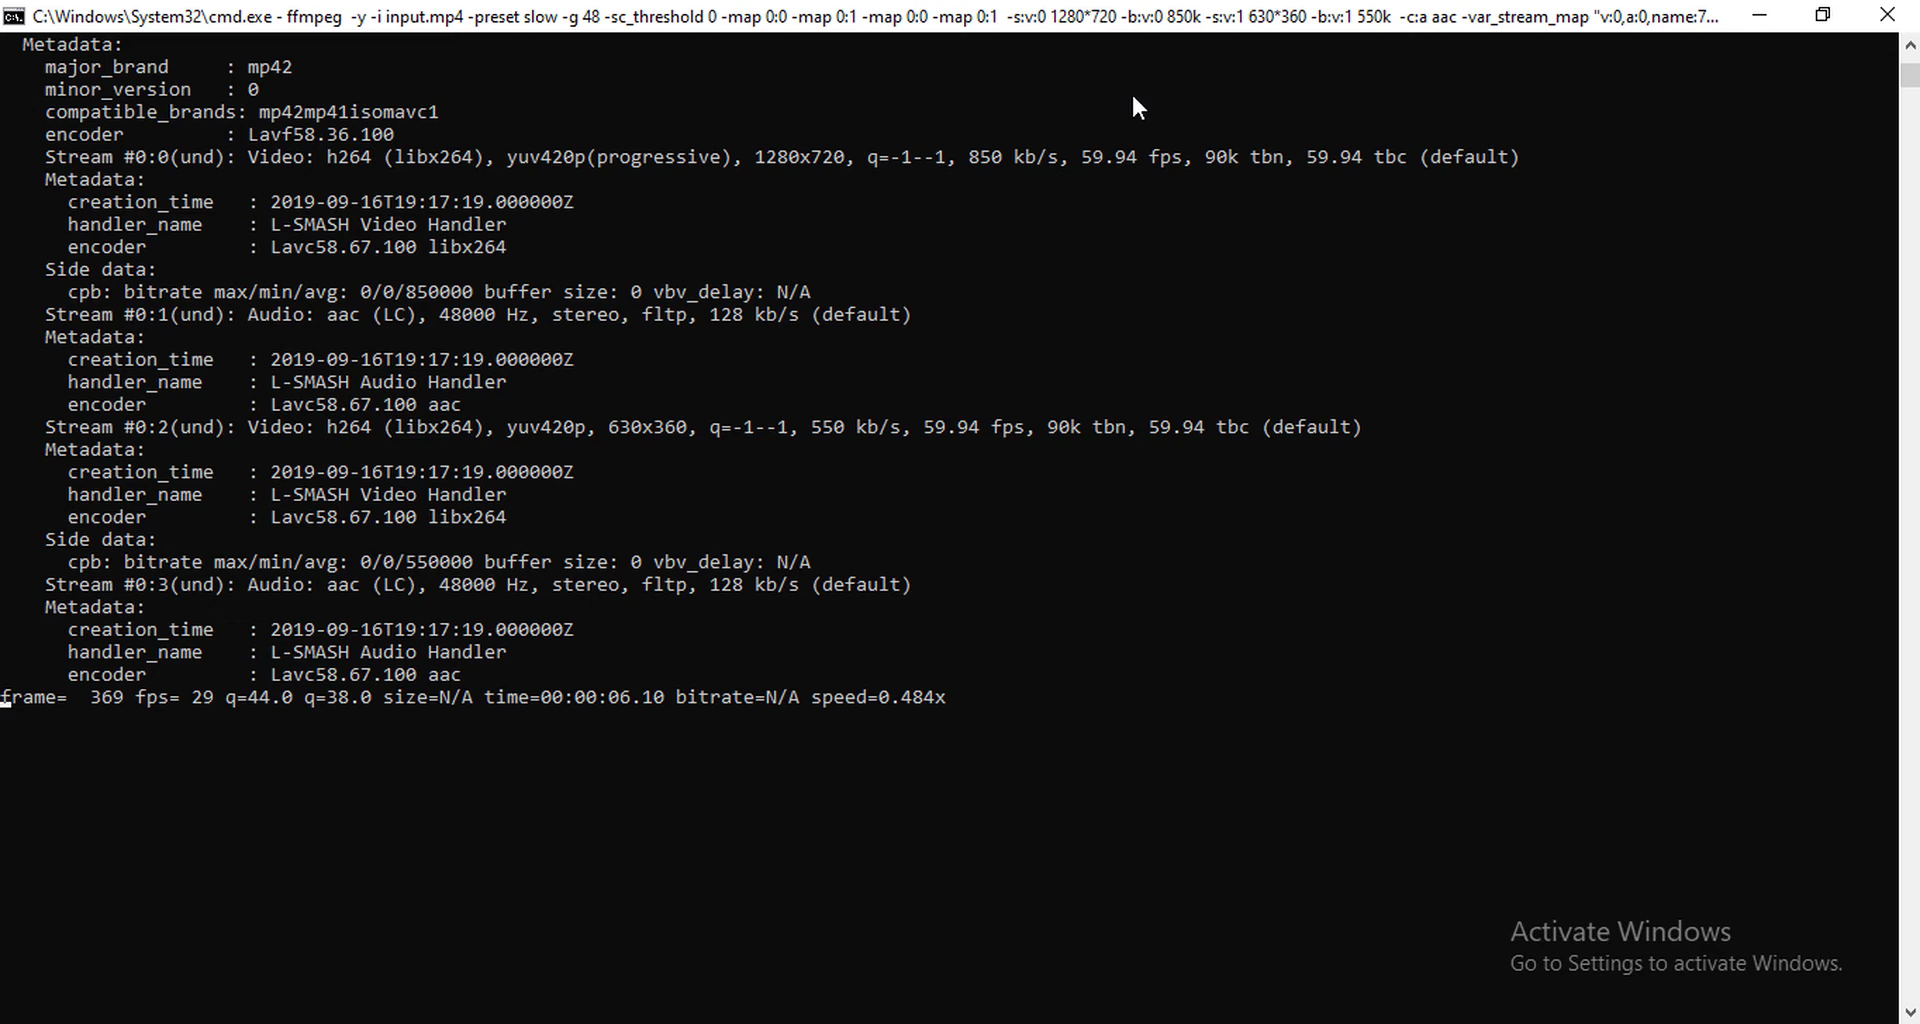 C:\Windows\System32\cmd.exe - ffmpeg -y -i input.mp4 -preset slow -g 48 -sc_threshold 0 -map 0:0 -map 0:1 -map 0:0 -map 0:1 -s:v:0 1280*720 -b:v:0 850k -s:v:1 630*360 -b:v:1 550k -c:a aac -var_stream_map "v:0,a:0,name:7...
Metadata:
major_brand : mp42
minor_version : 0
compatible_brands: mp42mp41isomavc1
encoder : Lavf58.36.100
Stream #0:0(und): Video: h264 (libx264), yuv420p(progressive), 1280x720, q=-1--1, 850 kb/s, 59.94 fps, 90k tbn, 59.94 tbc (default)
Metadata:
creation_time : 2019-09-16T19:17:19.000000Z
handler_name : L-SMASH Video Handler
encoder : Lavc58.67.100 libx264
Side data:
cpb: bitrate max/min/avg: 0/0/850000 buffer size: 0 vbv_delay: N/A
Stream #0:1(und): Audio: aac (LC), 48000 Hz, stereo, fltp, 128 kb/s (default)
Metadata:
creation_time : 2019-09-16T19:17:19.000000Z
handler_name : L-SMASH Audio Handler
encoder : Lavc58.67.100 aac
Stream #0:2(und): Video: h264 (libx264), yuv420p, 630x360, q=-1--1, 550 kb/s, 59.94 fps, 90k tbn, 59.94 tbc (default)
Metadata:
creation_time : 2019-09-16T19:17:19.000000Z
handler_name : L-SMASH Video Handler
encoder : Lavc58.67.100 libx264
Side data:
cpb: bitrate max/min/avg: 0/0/550000 buffer size: 0 vbv_delay: N/A
Stream #0:3(und): Audio: aac (LC), 48000 Hz, stereo, fltp, 128 kb/s (default)
Metadata:
creation_time : 2019-09-16T19:17:19.000000Z
handler_name : L-SMASH Audio Handler
encoder : Lavc58.67.100 aac
frame= 369 fps= 29 q=44.0 q=38.0 size=N/A time=00:00:06.10 bitrate=N/A speed=0.484x
Activate Windows
Go to Settings to activate Windows.